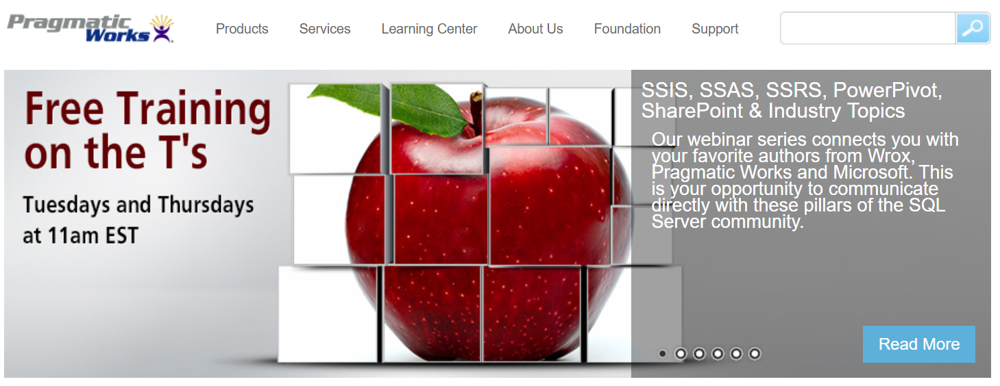 Pragmatic
Works
Products
Services
Learning Center
About Us
Foundation
Support
Free Training
on the T's
Tuesdays and Thursdays
at 11am EST
SSIS, SSAS, SSRS, PowerPivot,
SharePoint & Industry Topics
Our webinar series connects you with
your favorite authors from Wrox,
Pragmatic Works and Microsoft. This
is your opportunity to communicate
directly with these pillars of the SQL
Server community.
Read More